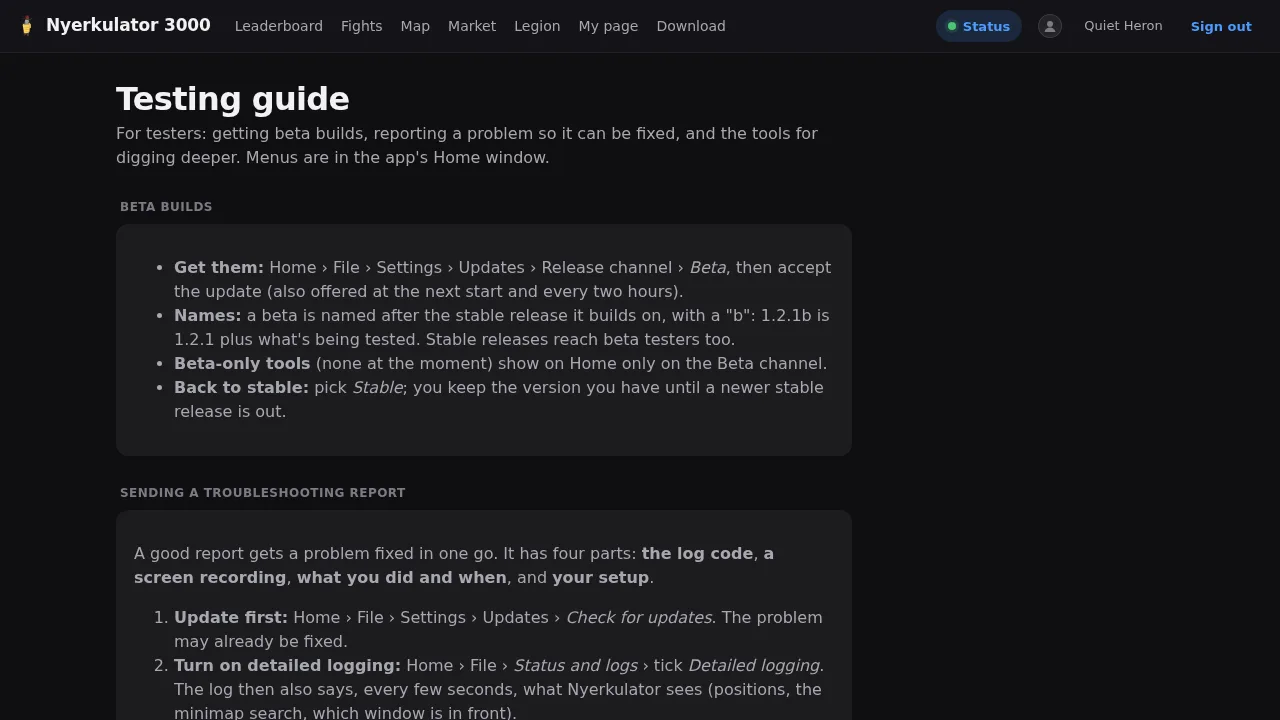 Nyerkulator 3000 Leaderboard Fights Map Market Legion My page Download Status Quiet Heron Sign out
Testing guide
For testers: getting beta builds, reporting a problem so it can be fixed, and the tools for
digging deeper. Menus are in the app's Home window.
BETA BUILDS
• Get them: Home › File › Settings › Updates › Release channel › Beta, then accept
the update (also offered at the next start and every two hours).
• Names: a beta is named after the stable release it builds on, with a "b": 1.2.1b is
1.2.1 plus what's being tested. Stable releases reach beta testers too.
• Beta-only tools (none at the moment) show on Home only on the Beta channel.
• Back to stable: pick Stable; you keep the version you have until a newer stable
release is out.
SENDING A TROUBLESHOOTING REPORT
A good report gets a problem fixed in one go. It has four parts: the log code, a
screen recording, what you did and when, and your setup.
1. Update first: Home › File › Settings › Updates › Check for updates. The problem
may already be fixed.
2. Turn on detailed logging: Home › File › Status and logs › tick Detailed logging.
The log then also says, every few seconds, what Nyerkulator sees (positions, the
minimap search, which window is in front).